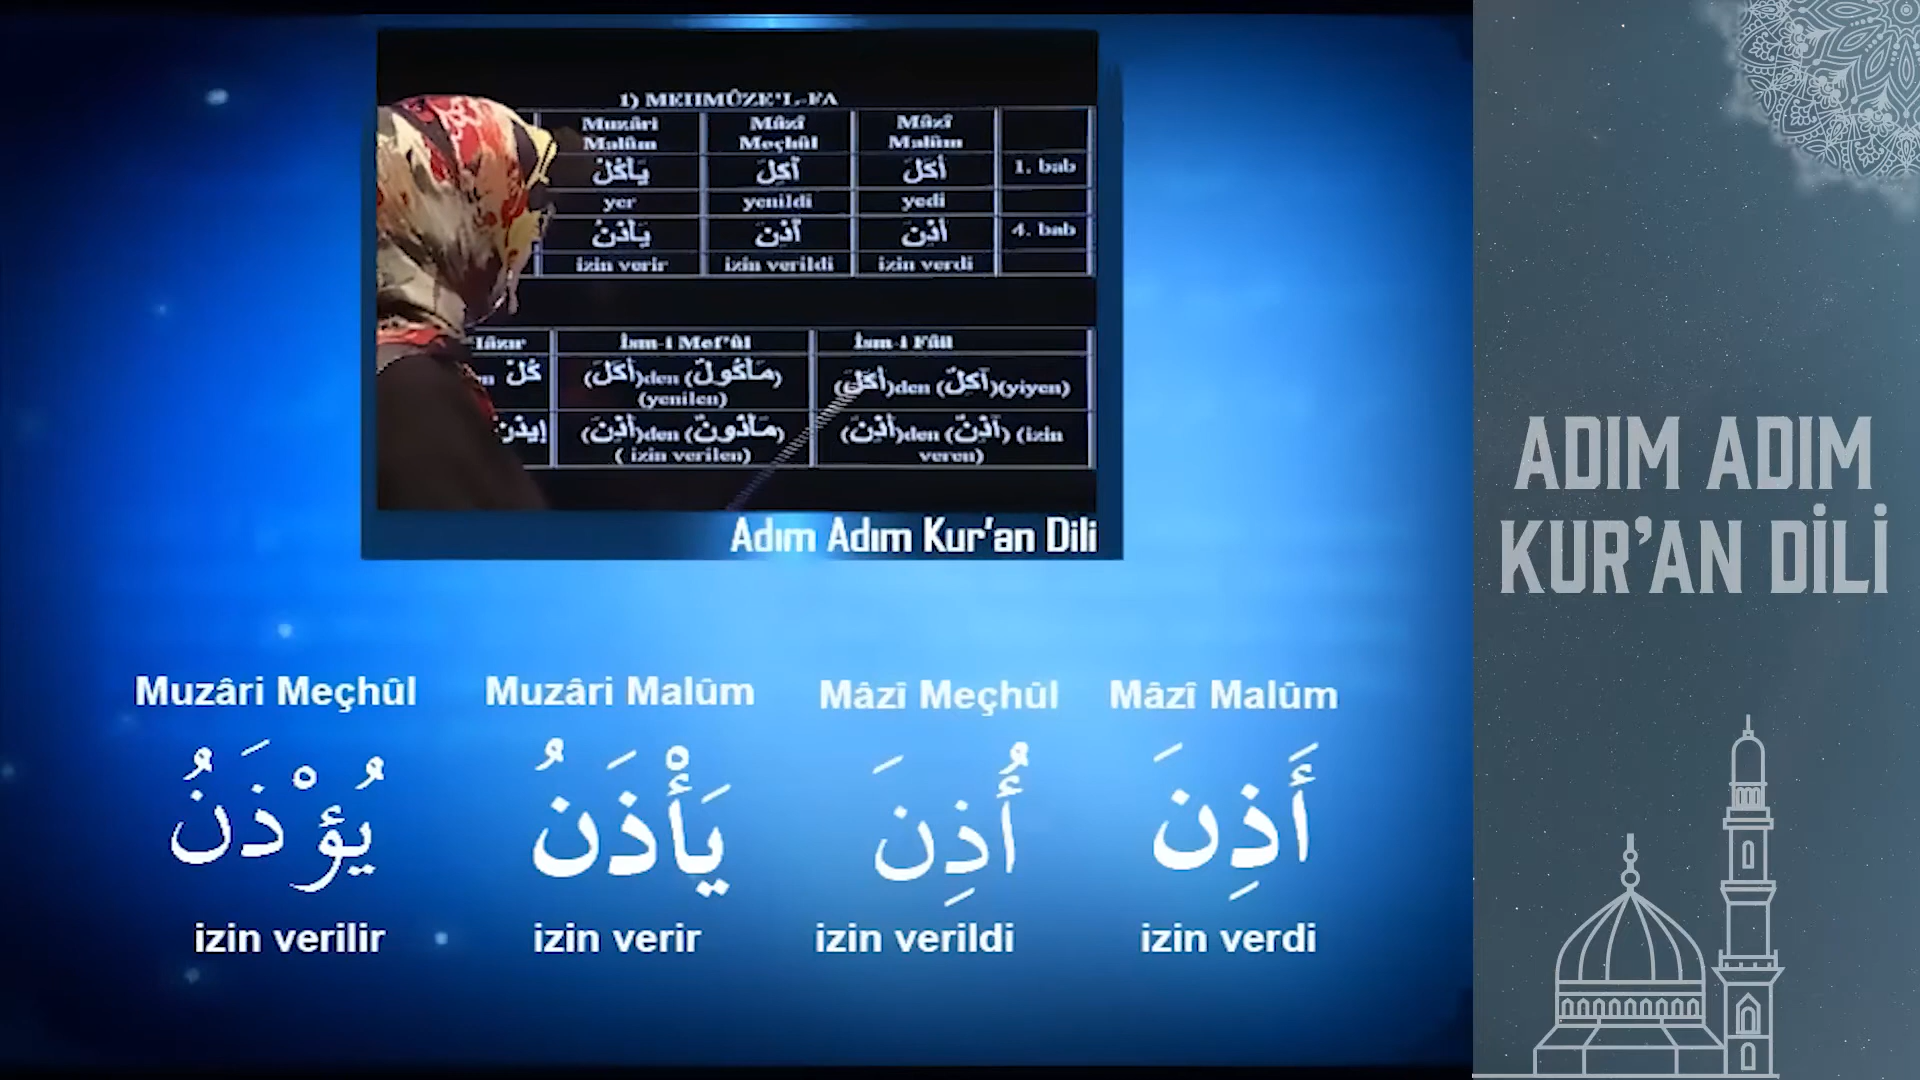 1) MEHMÛZE'L-FA
Muzâri Malûm Mâzî Meçhûl Mâzî Malûm
يَأْكُلُ أُكِلَ أَكَلَ 1. bab
yer yenildi yedi
يَأْذَنُ أُذِنَ أَذِنَ 4. bab
izin verir izin verildi izin verdi
İsm-i Mef'ûl İsm-i Fâil
كُلْ (أَكَلَ)den (مَأْكُولٌ) (yenilen) (أَكَلَ)den (آكِلٌ)(yiyen)
إِيذَنْ (أَذِنَ)den (مَأْذُونٌ) ( izin verilen) (أَذِنَ)den (آذِنٌ) (izin veren)
Adım Adım Kur'an Dili
Muzâri Meçhûl Muzâri Malûm Mâzî Meçhûl Mâzî Malûm
يُؤْذَنُ يَأْذَنُ أُذِنَ أَذِنَ
izin verilir izin verir izin verildi izin verdi
ADIM ADIM
KUR'AN DİLİ